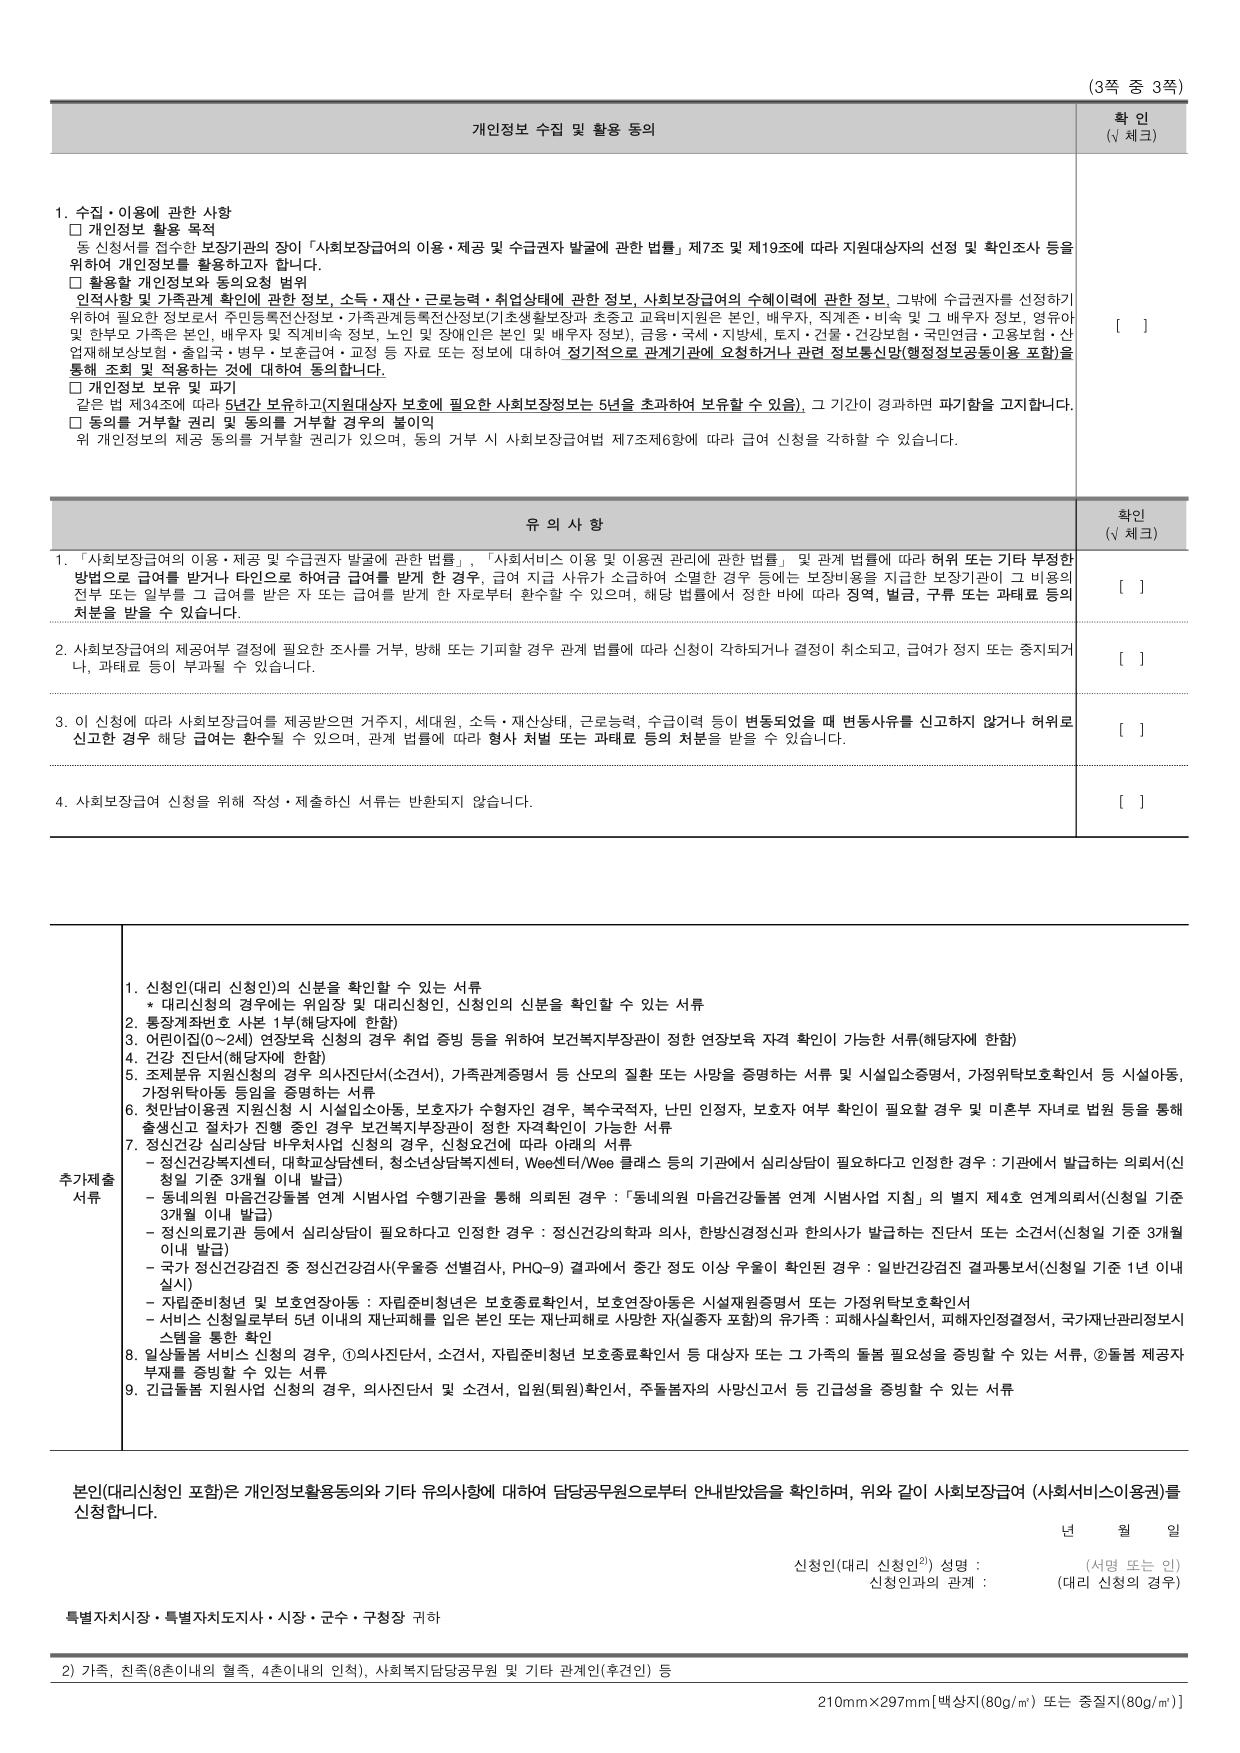 (3쪽 중 3쪽)
개인정보 수집 및 활용 동의
확 인
(√ 체크)
1. 수집·이용에 관한 사항
□ 개인정보 활용 목적
동 신청서를 접수한 보장기관의 장이「사회보장급여의 이용·제공 및 수급권자 발굴에 관한 법률」제7조 및 제19조에 따라 지원대상자의 선정 및 확인조사 등을
위하여 개인정보를 활용하고자 합니다.
□ 활용할 개인정보와 동의요청 범위
인적사항 및 가족관계 확인에 관한 정보, 소득·재산·근로능력·취업상태에 관한 정보, 사회보장급여의 수혜이력에 관한 정보, 그밖에 수급권자를 선정하기
위하여 필요한 정보로서 주민등록전산정보·가족관계등록전산정보(기초생활보장과 초중고 교육비지원은 본인, 배우자, 직계존·비속 및 그 배우자 정보, 영유아
및 한부모 가족은 본인, 배우자 및 직계비속 정보, 노인 및 장애인은 본인 및 배우자 정보), 금융·국세·지방세, 토지·건물·건강보험·국민연금·고용보험·산
업재해보상보험·출입국·병무·보훈급여·교정 등 자료 또는 정보에 대하여 정기적으로 관계기관에 요청하거나 관련 정보통신망(행정정보공동이용 포함)을
통해 조회 및 적용하는 것에 대하여 동의합니다.
□ 개인정보 보유 및 파기
같은 법 제34조에 따라 5년간 보유하고(지원대상자 보호에 필요한 사회보장정보는 5년을 초과하여 보유할 수 있음), 그 기간이 경과하면 파기함을 고지합니다.
□ 동의를 거부할 권리 및 동의를 거부할 경우의 불이익
위 개인정보의 제공 동의를 거부할 권리가 있으며, 동의 거부 시 사회보장급여법 제7조제6항에 따라 급여 신청을 각하할 수 있습니다.
[ ]
유 의 사 항
확인
(√ 체크)
1. 「사회보장급여의 이용·제공 및 수급권자 발굴에 관한 법률」, 「사회서비스 이용 및 이용권 관리에 관한 법률」 및 관계 법률에 따라 허위 또는 기타 부정한
방법으로 급여를 받거나 타인으로 하여금 급여를 받게 한 경우, 급여 지급 사유가 소급하여 소멸한 경우 등에는 보장비용을 지급한 보장기관이 그 비용의
전부 또는 일부를 그 급여를 받은 자 또는 급여를 받게 한 자로부터 환수할 수 있으며, 해당 법률에서 정한 바에 따라 징역, 벌금, 구류 또는 과태료 등의
처분을 받을 수 있습니다.
[ ]
2. 사회보장급여의 제공여부 결정에 필요한 조사를 거부, 방해 또는 기피할 경우 관계 법률에 따라 신청이 각하되거나 결정이 취소되고, 급여가 정지 또는 중지되거
나, 과태료 등이 부과될 수 있습니다.
[ ]
3. 이 신청에 따라 사회보장급여를 제공받으면 거주지, 세대원, 소득·재산상태, 근로능력, 수급이력 등이 변동되었을 때 변동사유를 신고하지 않거나 허위로
신고한 경우 해당 급여는 환수될 수 있으며, 관계 법률에 따라 형사 처벌 또는 과태료 등의 처분을 받을 수 있습니다.
[ ]
4. 사회보장급여 신청을 위해 작성·제출하신 서류는 반환되지 않습니다.
[ ]
추가제출
서류
1. 신청인(대리 신청인)의 신분을 확인할 수 있는 서류
* 대리신청의 경우에는 위임장 및 대리신청인, 신청인의 신분을 확인할 수 있는 서류
2. 통장계좌번호 사본 1부(해당자에 한함)
3. 어린이집(0~2세) 연장보육 신청의 경우 취업 증빙 등을 위하여 보건복지부장관이 정한 연장보육 자격 확인이 가능한 서류(해당자에 한함)
4. 건강 진단서(해당자에 한함)
5. 조제분유 지원신청의 경우 의사진단서(소견서), 가족관계증명서 등 산모의 질환 또는 사망을 증명하는 서류 및 시설입소증명서, 가정위탁보호확인서 등 시설아동,
가정위탁아동 등임을 증명하는 서류
6. 첫만남이용권 지원신청 시 시설입소아동, 보호자가 수형자인 경우, 복수국적자, 난민 인정자, 보호자 여부 확인이 필요할 경우 및 미혼부 자녀로 법원 등을 통해
출생신고 절차가 진행 중인 경우 보건복지부장관이 정한 자격확인이 가능한 서류
7. 정신건강 심리상담 바우처사업 신청의 경우, 신청요건에 따라 아래의 서류
– 정신건강복지센터, 대학교상담센터, 청소년상담복지센터, Wee센터/Wee 클래스 등의 기관에서 심리상담이 필요하다고 인정한 경우 : 기관에서 발급하는 의뢰서(신
청일 기준 3개월 이내 발급)
– 동네의원 마음건강돌봄 연계 시범사업 수행기관을 통해 의뢰된 경우 :「동네의원 마음건강돌봄 연계 시범사업 지침」의 별지 제4호 연계의뢰서(신청일 기준
3개월 이내 발급)
– 정신의료기관 등에서 심리상담이 필요하다고 인정한 경우 : 정신건강의학과 의사, 한방신경정신과 한의사가 발급하는 진단서 또는 소견서(신청일 기준 3개월
이내 발급)
– 국가 정신건강검진 중 정신건강검사(우울증 선별검사, PHQ-9) 결과에서 중간 정도 이상 우울이 확인된 경우 : 일반건강검진 결과통보서(신청일 기준 1년 이내
실시)
– 자립준비청년 및 보호연장아동 : 자립준비청년은 보호종료확인서, 보호연장아동은 시설재원증명서 또는 가정위탁보호확인서
– 서비스 신청일로부터 5년 이내의 재난피해를 입은 본인 또는 재난피해로 사망한 자(실종자 포함)의 유가족 : 피해사실확인서, 피해자인정결정서, 국가재난관리정보시
스템을 통한 확인
8. 일상돌봄 서비스 신청의 경우, ①의사진단서, 소견서, 자립준비청년 보호종료확인서 등 대상자 또는 그 가족의 돌봄 필요성을 증빙할 수 있는 서류, ②돌봄 제공자
부재를 증빙할 수 있는 서류
9. 긴급돌봄 지원사업 신청의 경우, 의사진단서 및 소견서, 입원(퇴원)확인서, 주돌봄자의 사망신고서 등 긴급성을 증빙할 수 있는 서류
본인(대리신청인 포함)은 개인정보활용동의와 기타 유의사항에 대하여 담당공무원으로부터 안내받았음을 확인하며, 위와 같이 사회보장급여 (사회서비스이용권)를
신청합니다.
년 월 일
신청인(대리 신청인2)) 성명 : (서명 또는 인)
신청인과의 관계 : (대리 신청의 경우)
특별자치시장·특별자치도지사·시장·군수·구청장 귀하
2) 가족, 친족(8촌이내의 혈족, 4촌이내의 인척), 사회복지담당공무원 및 기타 관계인(후견인) 등
210mm×297mm[백상지(80g/㎡) 또는 중질지(80g/㎡)]